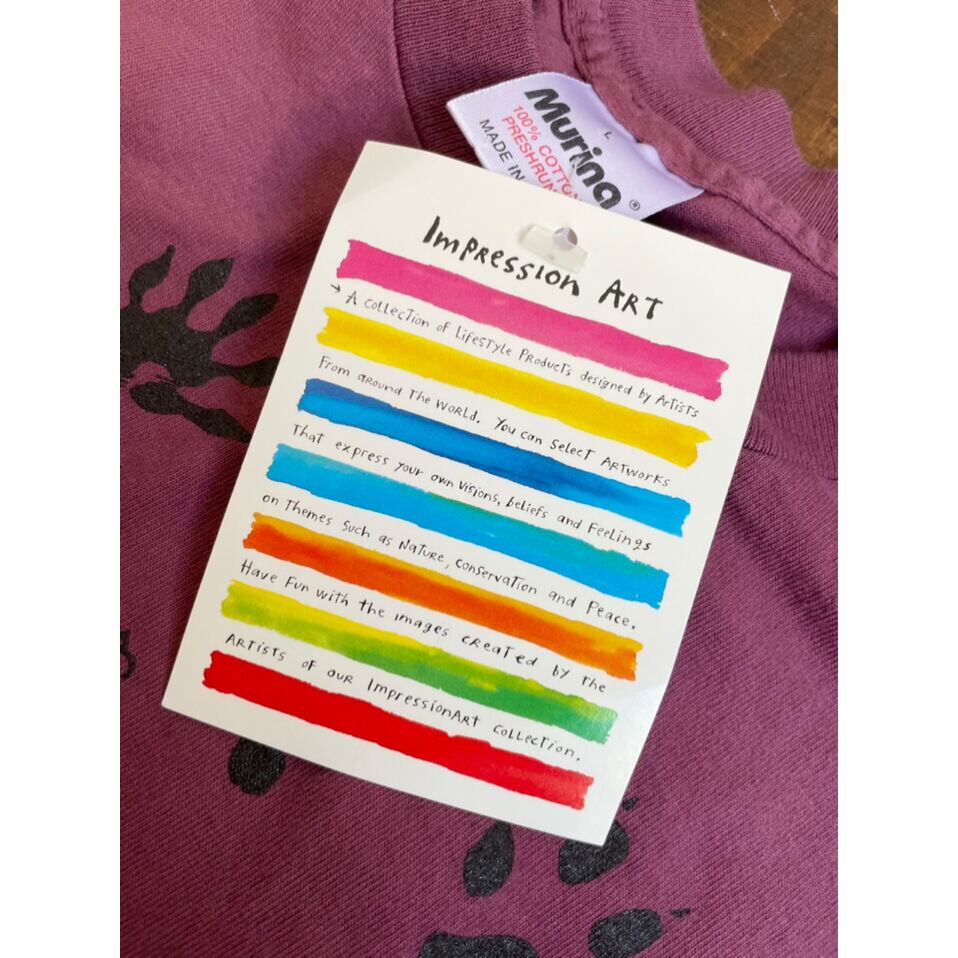 L
Murina®
100% COTTON
PRESHRUN
MADE IN
IMPRESSION ART
→ A COLLECTION OF LIFESTYLE PRODUCTS designed by ARTISTS
FROM AROUND THE WORLD. YOU CAN SELECT ARTWORKS
THAT express your own visions, beliefs and FEELINGS
ON THEMES SUCH AS NATURE, CONSERVATION and PEACE.
HAVE FUN WITH the IMAGES CREATED by THE
ARTISTS OF OUR IMPRESSIONART COLLECTION.